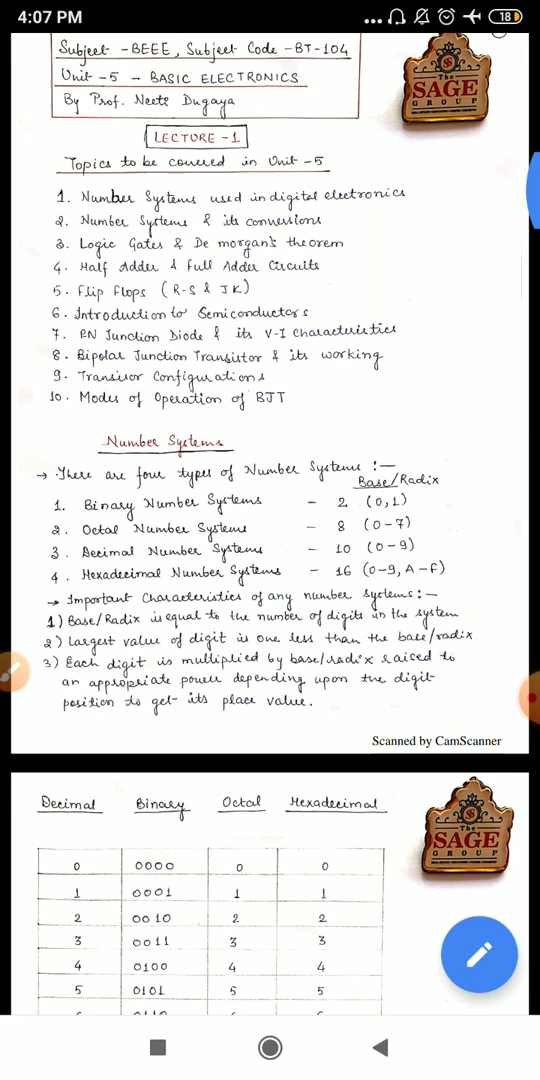 4:07 PM
18
Subject - BEEE, Subject Code - BT-104
Unit - 5 - BASIC ELECTRONICS
By Prof. Neets Dugaya
LECTURE - 1
Topics to be covered in Unit - 5
1. Number Systems used in digital electronics
2. Number Systems & its conversions
3. Logic Gates & De morgan's theorem
4. Half Adder & Full Adder Circuits
5. Flip Flops (R-S & JK)
6. Introduction to Semiconductors
7. PN Junction Diode & its V-I Characteristics
8. Bipolar Junction Transistor & its working
9. Transistor Configurations
10. Modes of Operation of BJT
The
SAGE
GROUP
Number Systems
→ There are four types of Number Systems :-
Base/Radix
1. Binary Number Systems - 2 (0,1)
2. Octal Number Systems - 8 (0-7)
3. Decimal Number Systems - 10 (0-9)
4. Hexadecimal Number Systems - 16 (0-9, A-F)
→ Important Characteristics of any number systems :-
1) Base/Radix is equal to the number of digits in the system
2) Largest value of digit is one less than the base/radix
3) Each digit is multiplied by base/radix raised to
an appropriate power depending upon the digit
position to get its place value.
Scanned by CamScanner
Decimal Binary Octal Hexadecimal
The
SAGE
GROUP
0 0000 0 0
1 0001 1 1
2 0010 2 2
3 0011 3 3
4 0100 4 4
5 0101 5 5